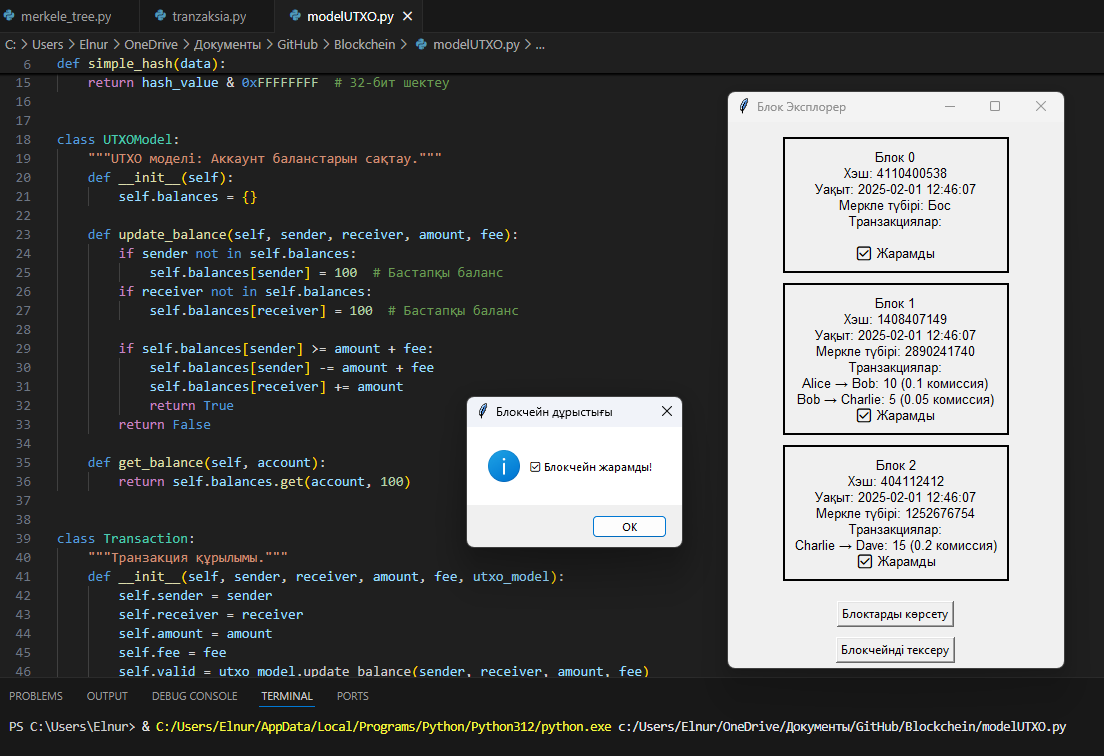 merkele_tree.py
tranzaksia.py
modelUTXO.py
C: > Users > Elnur > OneDrive > Документы > GitHub > Blockchein > modelUTXO.py > ...
6 def simple_hash(data):
15 return hash_value & 0xFFFFFFFF # 32-бит шектеу
16
17
18 class UTXOModel:
19 """UTXO моделі: Аккаунт баланстарын сақтау."""
20 def __init__(self):
21 self.balances = {}
22
23 def update_balance(self, sender, receiver, amount, fee):
24 if sender not in self.balances:
25 self.balances[sender] = 100 # Бастапқы баланс
26 if receiver not in self.balances:
27 self.balances[receiver] = 100 # Бастапқы баланс
28
29 if self.balances[sender] >= amount + fee:
30 self.balances[sender] -= amount + fee
31 self.balances[receiver] += amount
32 return True
33 return False
34
35 def get_balance(self, account):
36 return self.balances.get(account, 100)
37
38
39 class Transaction:
40 """Транзакция құрылымы."""
41 def __init__(self, sender, receiver, amount, fee, utxo_model):
42 self.sender = sender
43 self.receiver = receiver
44 self.amount = amount
45 self.fee = fee
46 self.valid = utxo_model.update_balance(sender, receiver, amount, fee)
Блокчейн дұрыстығы
Блокчейн жарамды!
OK
Блок Эксплорер
Блок 0
Хэш: 4110400538
Уақыт: 2025-02-01 12:46:07
Меркле түбірі: Бос
Транзакциялар:
Жарамды
Блок 1
Хэш: 1408407149
Уақыт: 2025-02-01 12:46:07
Меркле түбірі: 2890241740
Транзакциялар:
Alice → Bob: 10 (0.1 комиссия)
Bob → Charlie: 5 (0.05 комиссия)
Жарамды
Блок 2
Хэш: 404112412
Уақыт: 2025-02-01 12:46:07
Меркле түбірі: 1252676754
Транзакциялар:
Charlie → Dave: 15 (0.2 комиссия)
Жарамды
Блоктарды көрсету
Блокчейнді тексеру
PROBLEMS OUTPUT DEBUG CONSOLE TERMINAL PORTS
PS C:\Users\Elnur> & C:/Users/Elnur/AppData/Local/Programs/Python/Python312/python.exe c:/Users/Elnur/OneDrive/Документы/GitHub/Blockchein/modelUTXO.py